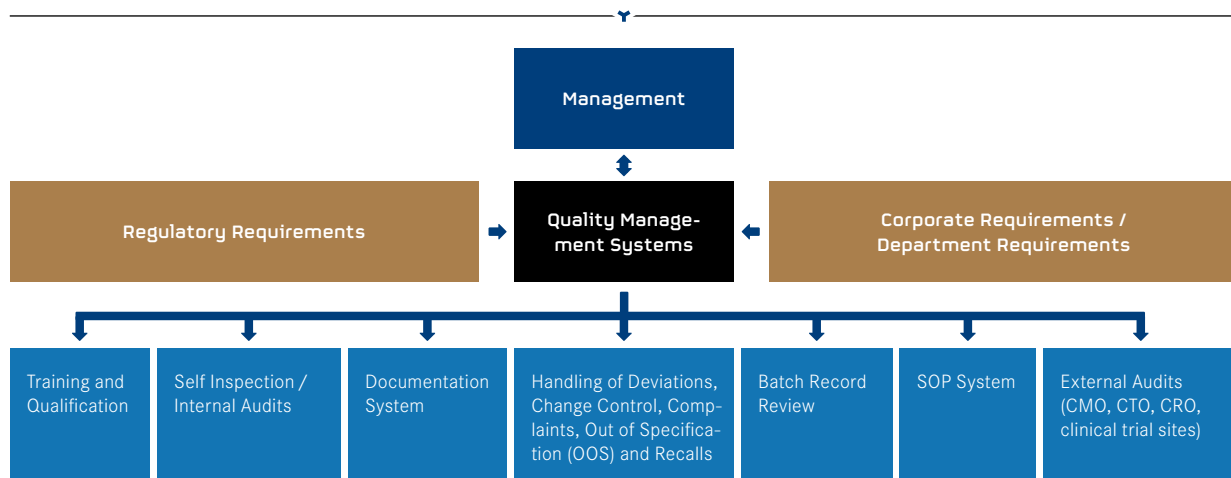 Management
Regulatory Requirements
Quality Manage-
ment Systems
Corporate Requirements /
Department Requirements
Training and
Qualification
Self Inspection /
Internal Audits
Documentation
System
Handling of Deviations,
Change Control, Comp-
laints, Out of Specifica-
tion (OOS) and Recalls
Batch Record
Review
SOP System
External Audits
(CMO, CTO, CRO,
clinical trial sites)